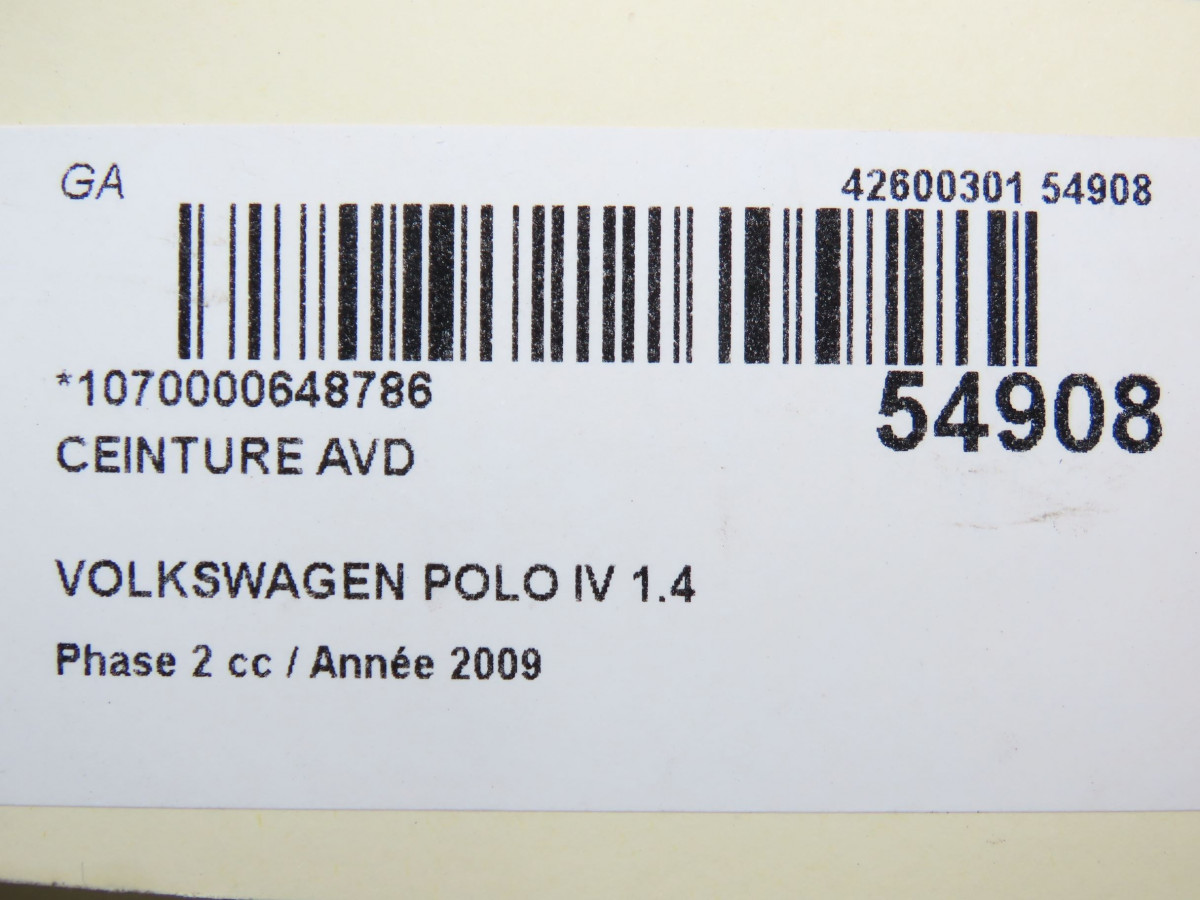 GA
42600301 54908
*1070000648786
54908
CEINTURE AVD
VOLKSWAGEN POLO IV 1.4
Phase 2 cc / Année 2009